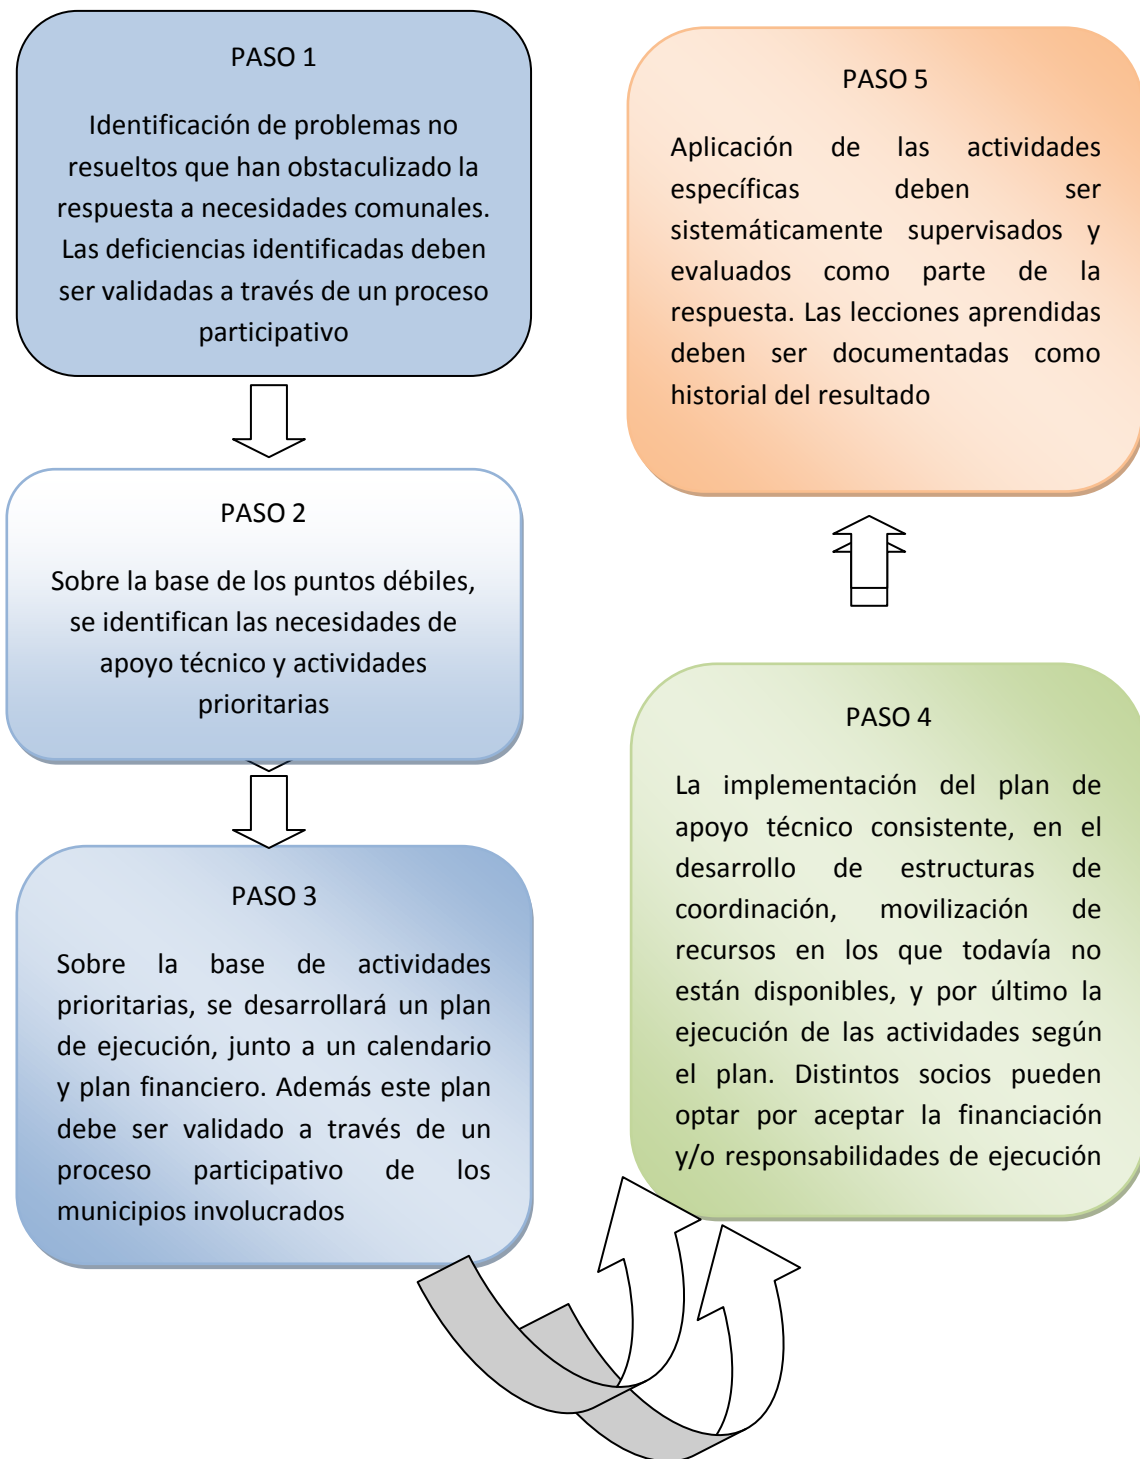 PASO 1
Identificación de problemas no
resueltos que han obstaculizado la
respuesta a necesidades comunales.
Las deficiencias identificadas deben
ser validadas a través de un proceso
participativo
PASO 2
Sobre la base de los puntos débiles,
se identifican las necesidades de
apoyo técnico y actividades
prioritarias
PASO 3
Sobre la base de actividades
prioritarias, se desarrollará un plan
de ejecución, junto a un calendario
y plan financiero. Además este plan
debe ser validado a través de un
proceso participativo de los
municipios involucrados
PASO 4
La implementación del plan de
apoyo técnico consistente, en el
desarrollo de estructuras de
coordinación, movilización de
recursos en los que todavía no
están disponibles, y por último la
ejecución de las actividades según
el plan. Distintos socios pueden
optar por aceptar la financiación
y/o responsabilidades de ejecución
PASO 5
Aplicación de las actividades
específicas deben ser
sistemáticamente supervisados y
evaluados como parte de la
respuesta. Las lecciones aprendidas
deben ser documentadas como
historial del resultado